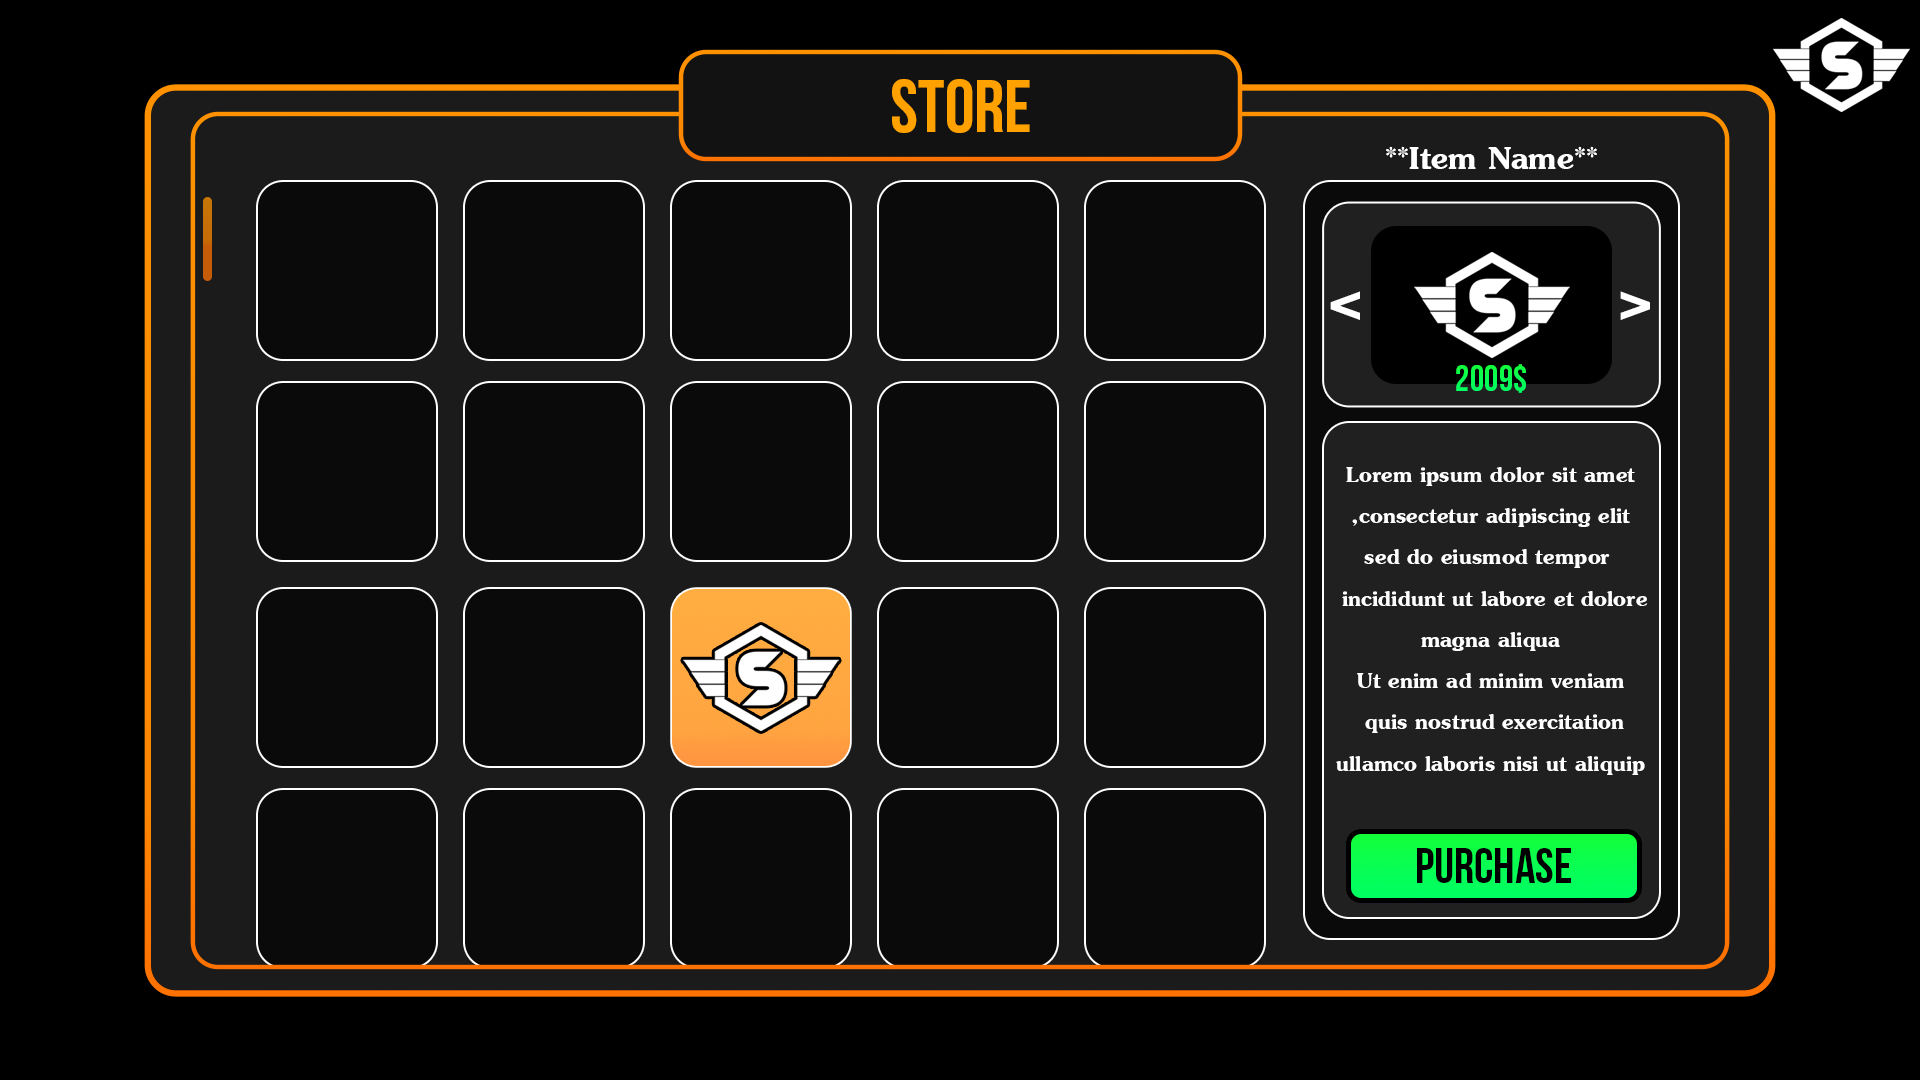 STORE
S
**Item Name**
<
S
>
2009$
Lorem ipsum dolor sit amet
,consectetur adipiscing elit
sed do eiusmod tempor
incididunt ut labore et dolore
magna aliqua
Ut enim ad minim veniam
quis nostrud exercitation
ullamco laboris nisi ut aliquip
S
PURCHASE